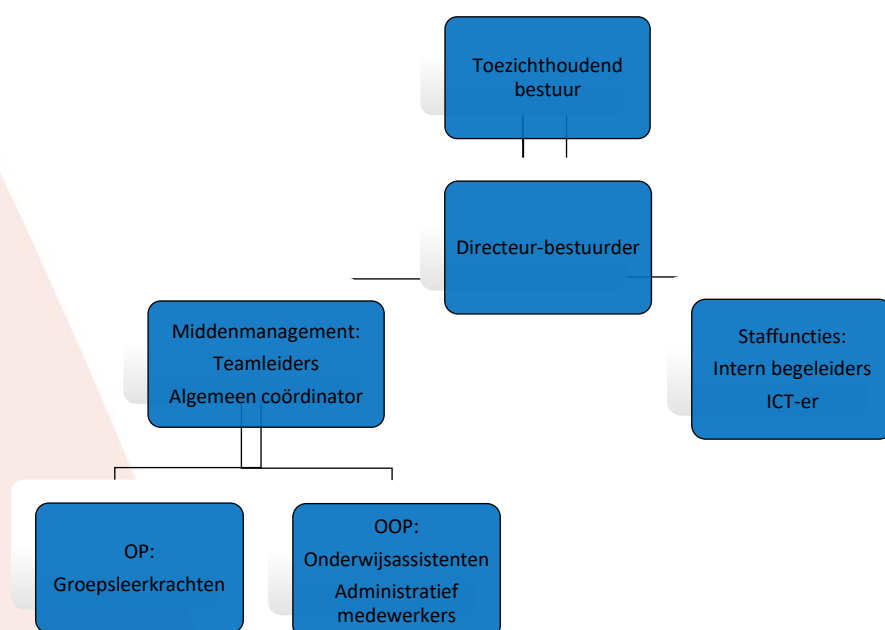 Toezichthoudend
bestuur
Directeur-bestuurder
Middenmanagement:
Teamleiders
Algemeen coördinator
Staffuncties:
Intern begeleiders
ICT-er
OP:
Groepsleerkrachten
OOP:
Onderwijsassistenten
Administratief
medewerkers